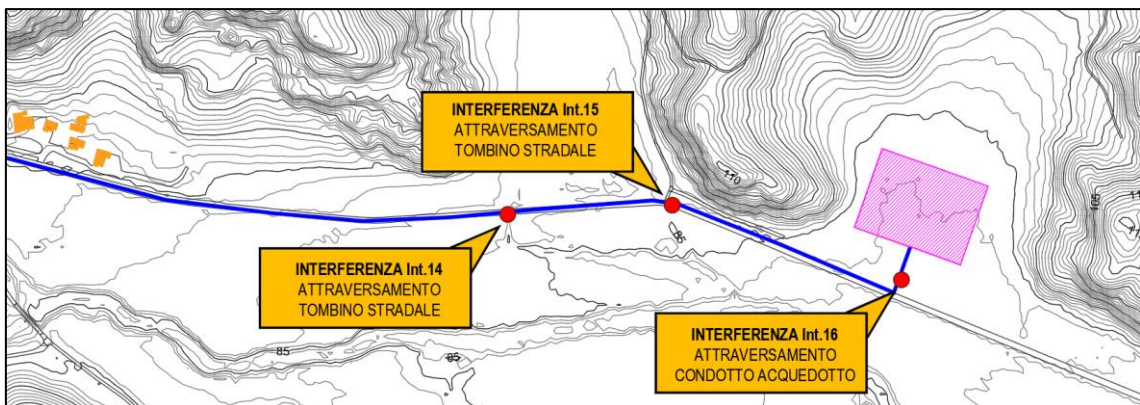 INTERFERENZA Int.15
ATTRAVERSAMENTO
TOMBINO STRADALE
110
105
85
INTERFERENZA Int.14
ATTRAVERSAMENTO
TOMBINO STRADALE
INTERFERENZA Int.16
ATTRAVERSAMENTO
CONDOTTO ACQUEDOTTO
85
85